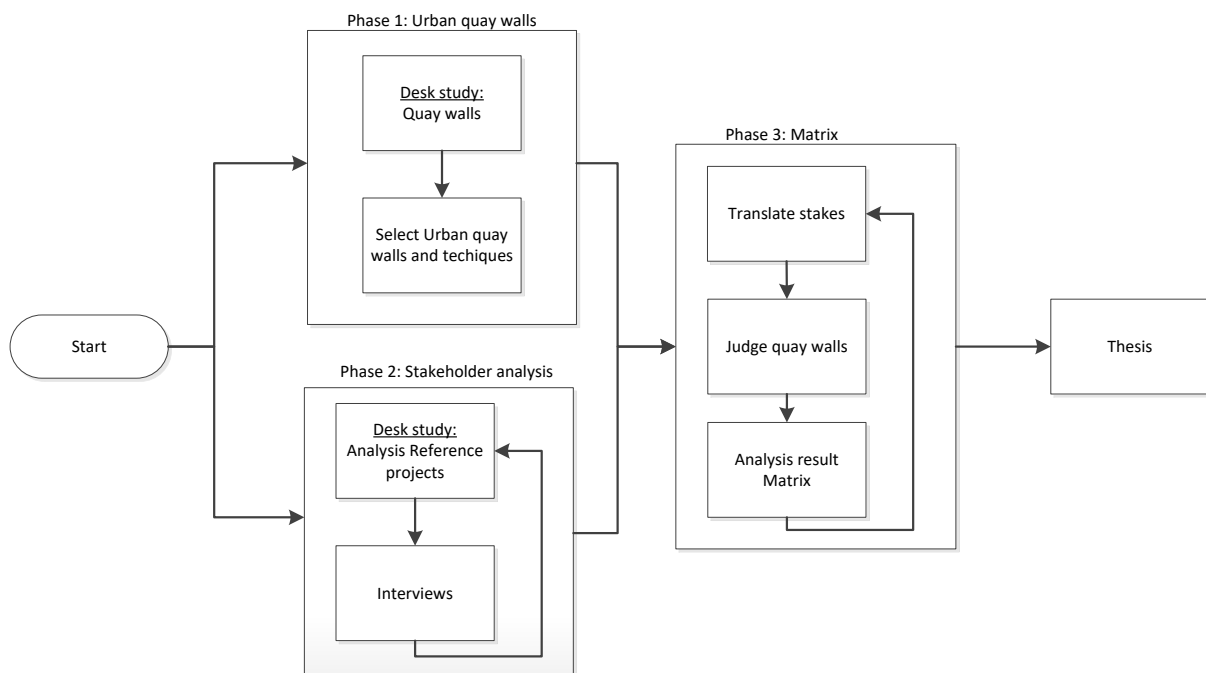 Phase 1: Urban quay walls
Desk study:
Quay walls
Select Urban quay
walls and techiques
Start
Phase 2: Stakeholder analysis
Desk study:
Analysis Reference
projects
Interviews
Phase 3: Matrix
Translate stakes
Judge quay walls
Analysis result
Matrix
Thesis